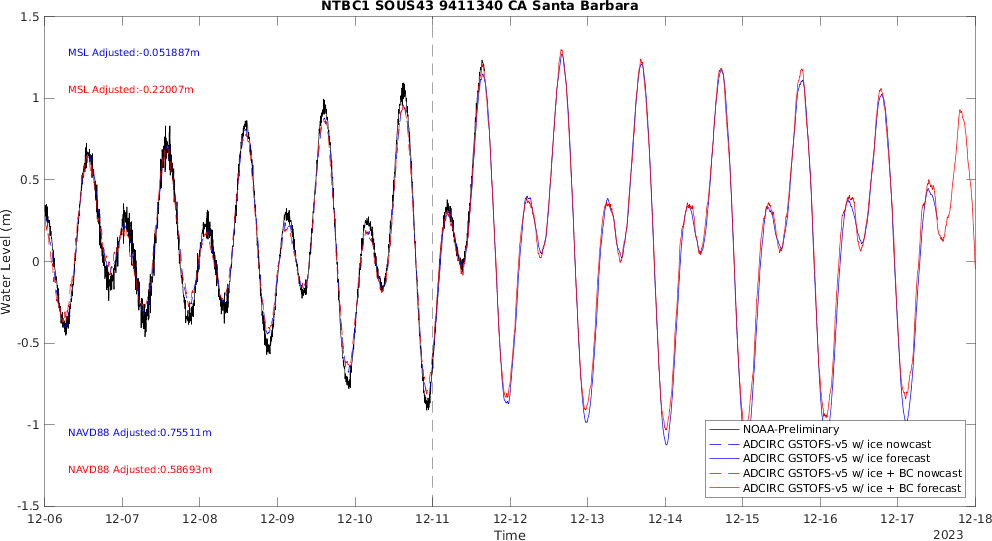 NTBC1 SOUS43 9411340 CA Santa Barbara
1.5
MSL Adjusted:-0.051887m
MSL Adjusted:-0.22007m
1
0.5
0
-0.5
-1
-1.5
Water Level (m)
NAVD88 Adjusted:0.75511m
NAVD88 Adjusted:0.58693m
NOAA-Preliminary
ADCIRC GSTOFS-v5 w/ ice nowcast
ADCIRC GSTOFS-v5 w/ ice forecast
ADCIRC GSTOFS-v5 w/ ice + BC nowcast
ADCIRC GSTOFS-v5 w/ ice + BC forecast
12-06 12-07 12-08 12-09 12-10 12-11 12-12 12-13 12-14 12-15 12-16 12-17 12-18
Time
2023